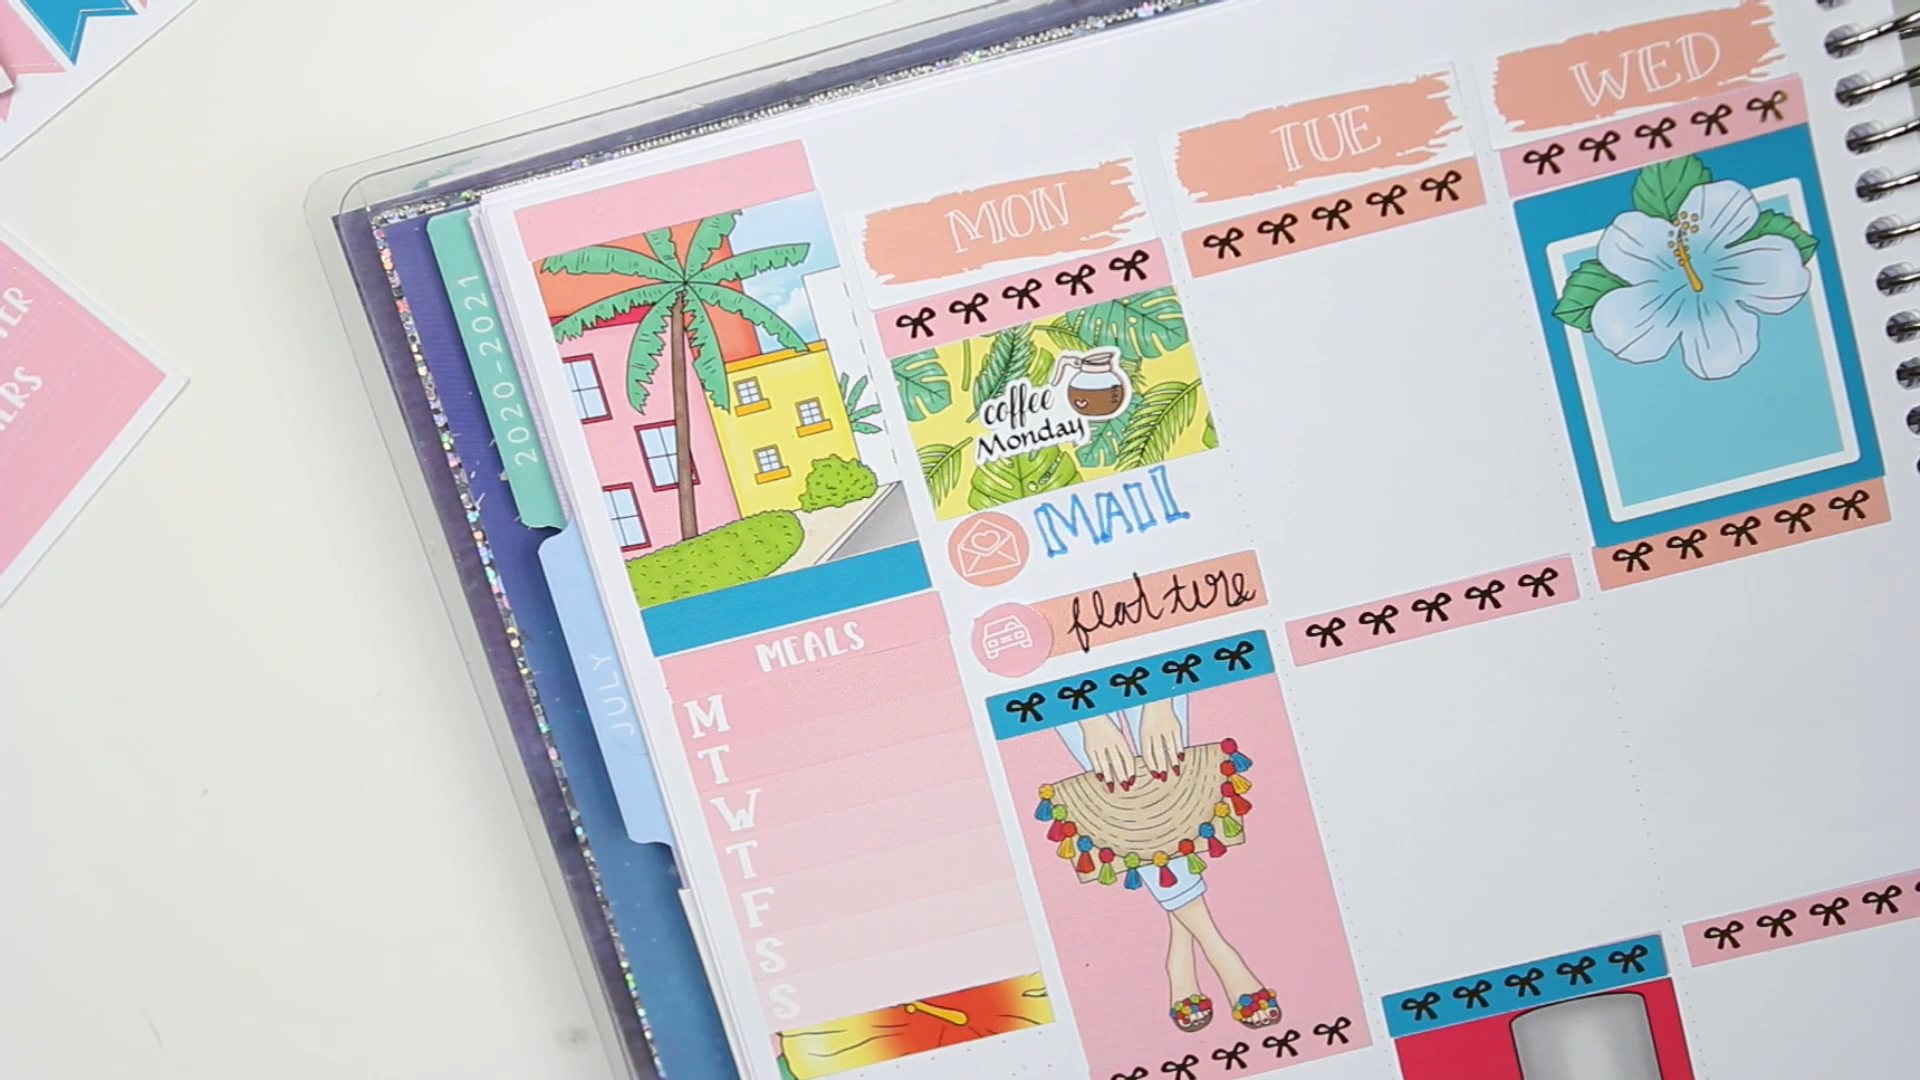 WED
TUE
MON
2020-2021
coffee
Monday
MAIL
flat tire
MEALS
JULY
M
T
W
T
F
S
S